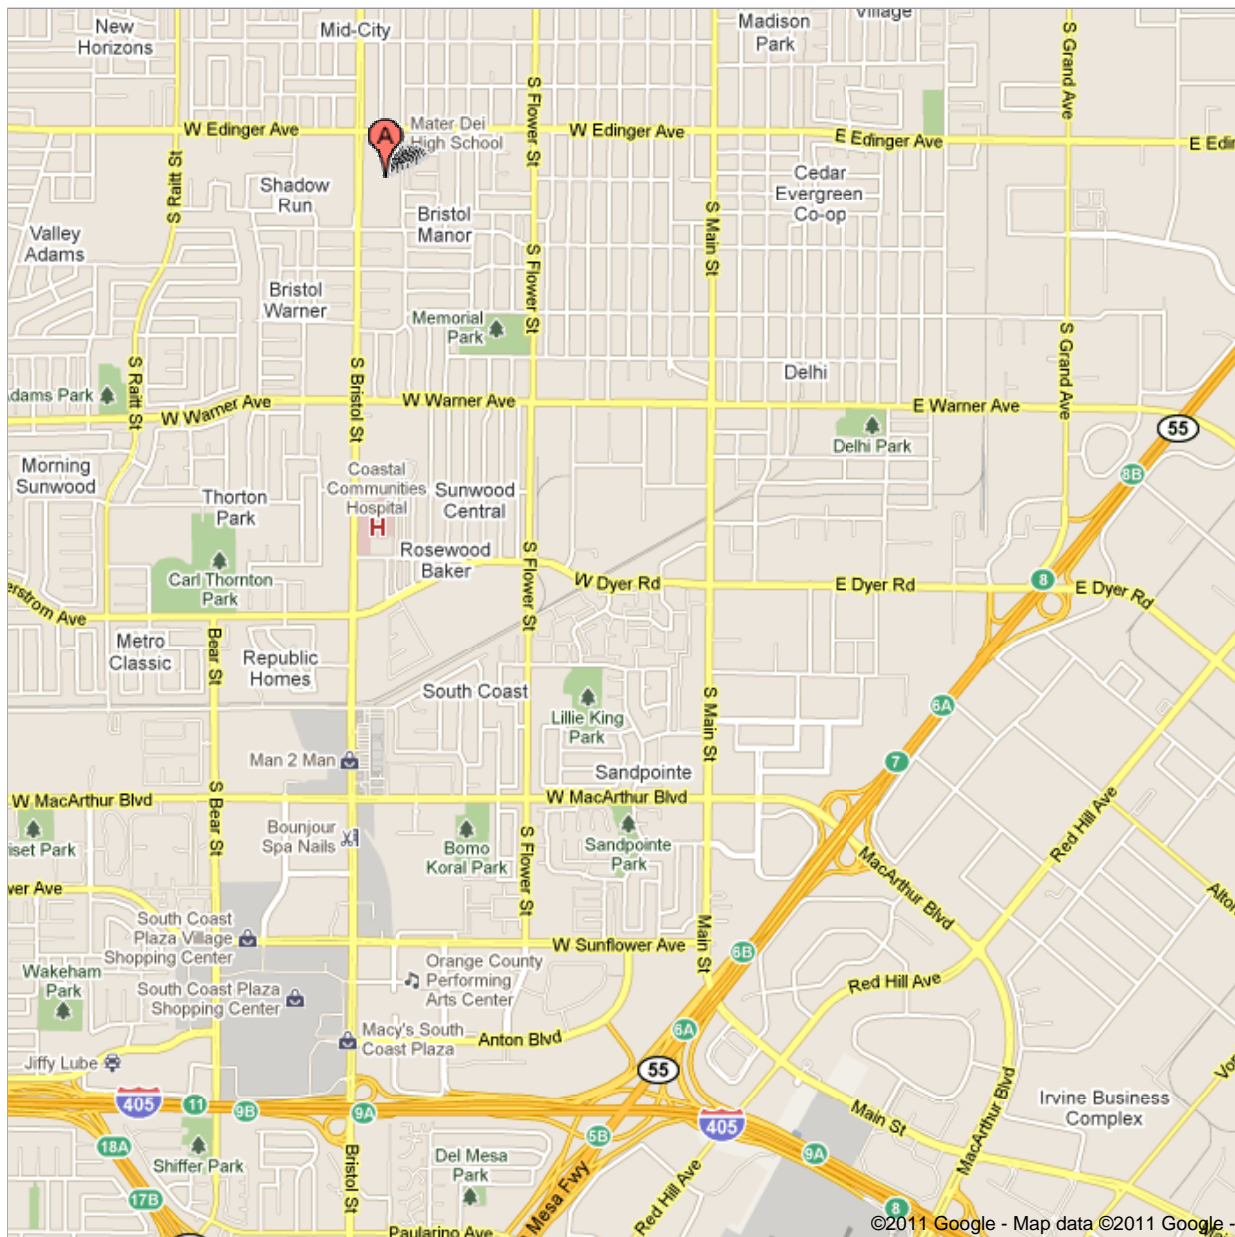 New
Horizons
Mid-City
Madison
Park
Village
S Grand Ave
S Flower St
W Edinger Ave
A
Mater Dei
High School
W Edinger Ave
E Edinger Ave
S Raitt St
Shadow
Run
Cedar
Evergreen
Co-op
Bristol
Manor
S Main St
Valley
Adams
S Flower St
Bristol
Warner
Memorial
Park
S Grand Ave
S Raitt St
S Bristol St
Delhi
W Warner Ave
W Warner Ave
E Warner Ave
55
Delhi Park
Morning
Sunwood
Thorton
Park
Coastal
Communities
Hospital
H
Sunwood
Central
8B
Rosewood
Baker
S Flower St
Carl Thornton
Park
W Dyer Rd
E Dyer Rd
8
E Dyer Rd
Metro
Classic
Bear St
Republic
Homes
South Coast
Lillie King
Park
S Main St
6A
Man 2 Man
7
Sandpointe
W MacArthur Blvd
S Bear St
W MacArthur Blvd
Red Hill Ave
Bounjour
Spa Nails
Bomo
Koral Park
S Flower St
Sandpointe
Park
MacArthur Blvd
South Coast
Plaza Village
Shopping Center
W Sunflower Ave
Main St
6B
Wakeham
Park
South Coast Plaza
Shopping Center
Orange County
Performing
Arts Center
Red Hill Ave
Macy's South
Coast Plaza
Anton Blvd
6A
Jiffy Lube
55
405
11
9B
9A
405
Main St
MacArthur Blvd
Irvine Business
Complex
18A
5B
9A
Shiffer Park
Bristol St
Del Mesa
Park
17B
Mesa Fwy
Red Hill Ave
8
Paularino Ave
©2011 Google - Map data ©2011 Google -